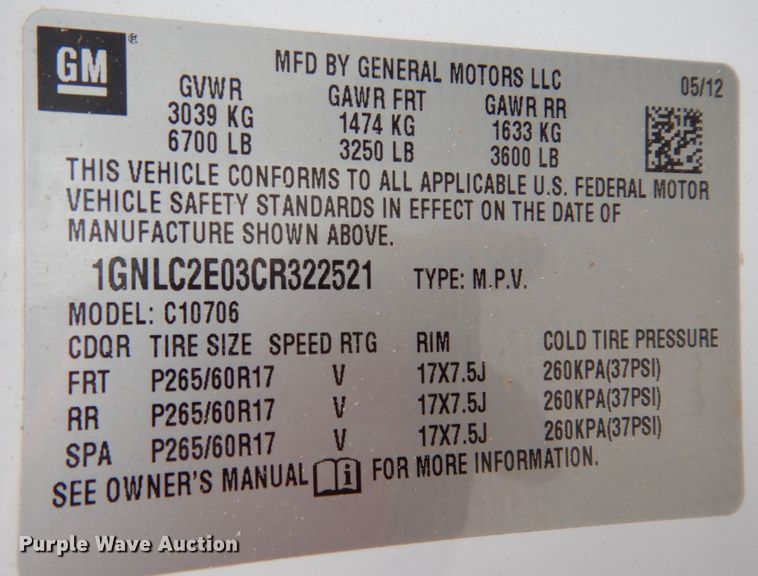 GM ®
MFD BY GENERAL MOTORS LLC 05/12
GVWR GAWR FRT GAWR RR
3039 KG 1474 KG 1633 KG
6700 LB 3250 LB 3600 LB
THIS VEHICLE CONFORMS TO ALL APPLICABLE U.S. FEDERAL MOTOR
VEHICLE SAFETY STANDARDS IN EFFECT ON THE DATE OF
MANUFACTURE SHOWN ABOVE.
1GNLC2E03CR322521 TYPE: M.P.V.
MODEL: C10706
CDQR TIRE SIZE SPEED RTG RIM COLD TIRE PRESSURE
FRT P265/60R17 V 17X7.5J 260KPA(37PSI)
RR P265/60R17 V 17X7.5J 260KPA(37PSI)
SPA P265/60R17 V 17X7.5J 260KPA(37PSI)
SEE OWNER'S MANUAL i FOR MORE INFORMATION.
Purple Wave Auction